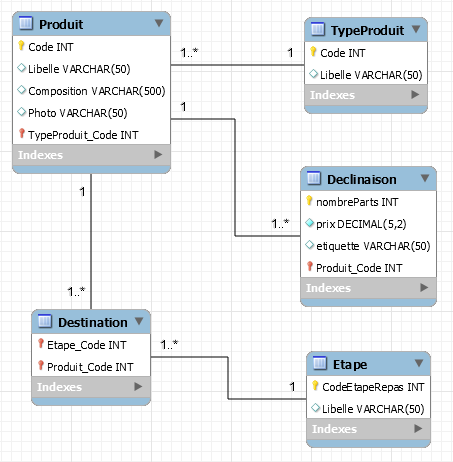 Produit
Code INT
Libelle VARCHAR(50)
Composition VARCHAR(500)
Photo VARCHAR(50)
TypeProduit_Code INT
Indexes
1..*
1
TypeProduit
Code INT
Libelle VARCHAR(50)
Indexes
1
1..*
Declinaison
nombreParts INT
prix DECIMAL(5,2)
etiquette VARCHAR(50)
Produit_Code INT
Indexes
1
1..*
Destination
Etape_Code INT
Produit_Code INT
Indexes
1..*
1
Etape
CodeEtapeRepas INT
Libelle VARCHAR(50)
Indexes